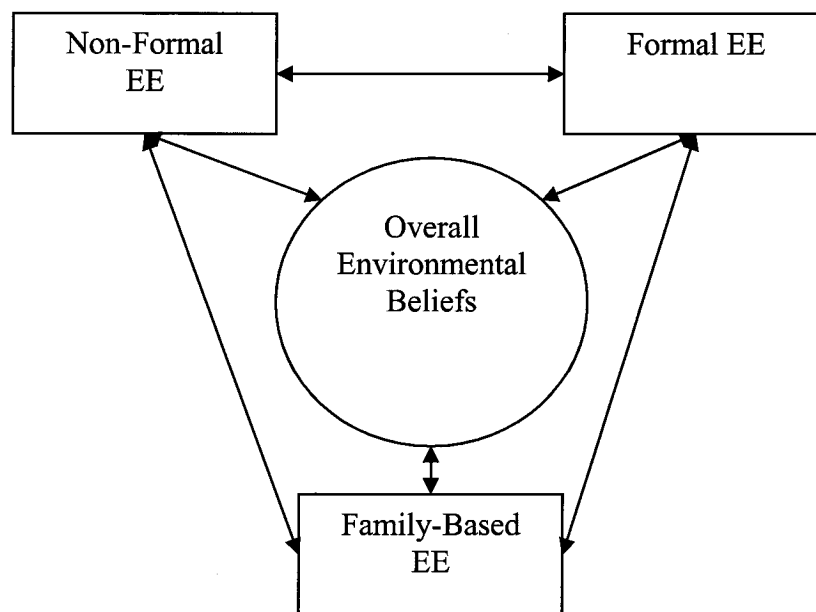 Non-Formal
EE
Formal EE
Overall
Environmental
Beliefs
Family-Based
EE